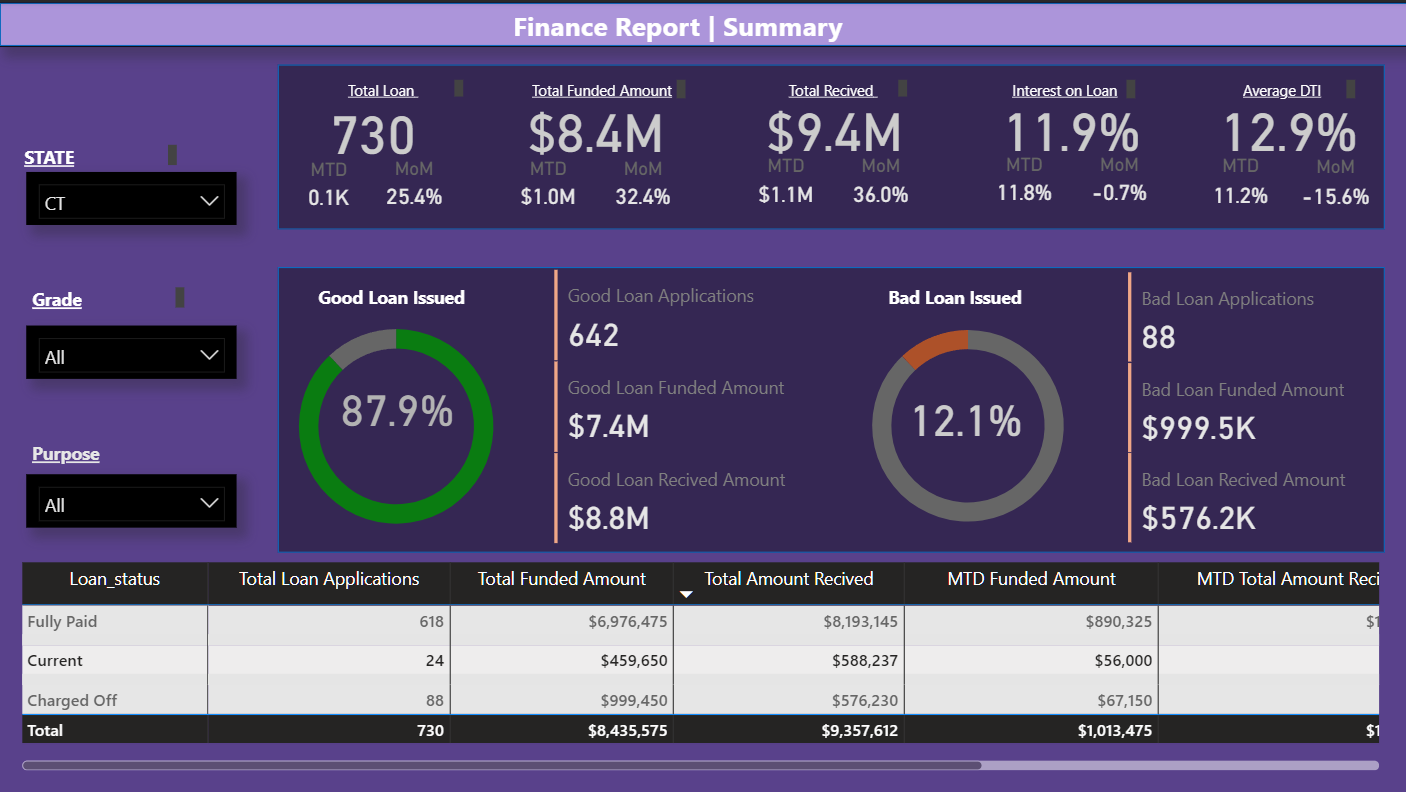 Finance Report | Summary
STATE
CT
Grade
All
Purpose
All
Total Loan
730
MTD MoM
0.1K 25.4%
Total Funded Amount
$8.4M
MTD MoM
$1.0M 32.4%
Total Recived
$9.4M
MTD MoM
$1.1M 36.0%
Interest on Loan
11.9%
MTD MoM
11.8% -0.7%
Average DTI
12.9%
MTD MoM
11.2% -15.6%
Good Loan Issued
87.9%
Good Loan Applications
642
Good Loan Funded Amount
$7.4M
Good Loan Recived Amount
$8.8M
Bad Loan Issued
12.1%
Bad Loan Applications
88
Bad Loan Funded Amount
$999.5K
Bad Loan Recived Amount
$576.2K
Loan_status Total Loan Applications Total Funded Amount Total Amount Recived MTD Funded Amount MTD Total Amount Reci
Fully Paid 618 $6,976,475 $8,193,145 $890,325 $1
Current 24 $459,650 $588,237 $56,000
Charged Off 88 $999,450 $576,230 $67,150
Total 730 $8,435,575 $9,357,612 $1,013,475 $1